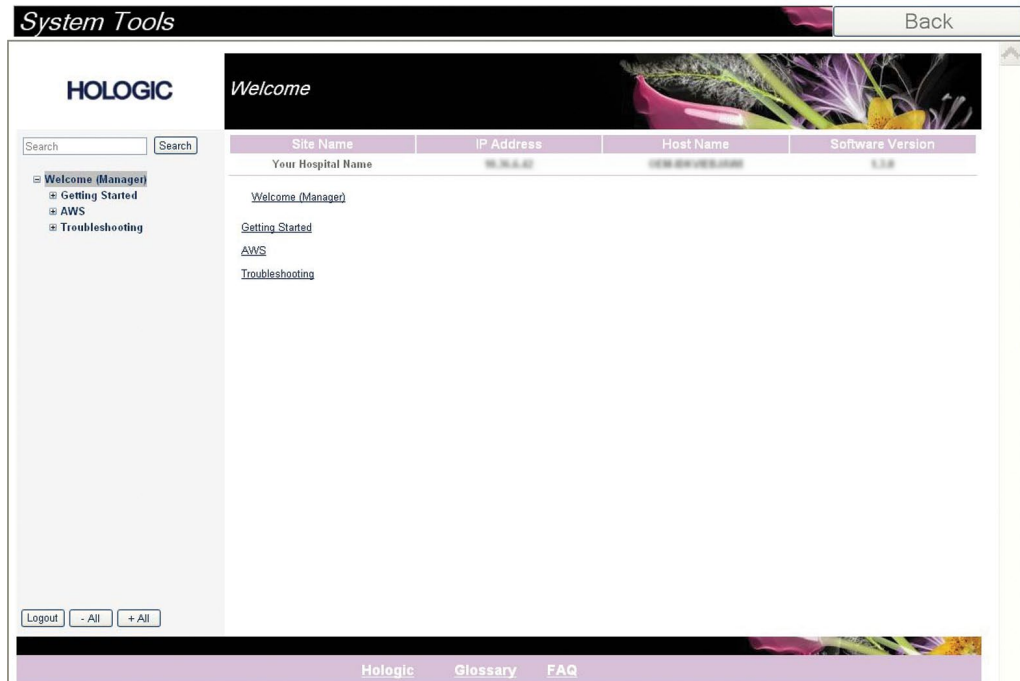 System Tools
Back
HOLOGIC
Welcome
Search
Search
Site Name IP Address Host Name Software Version
Your Hospital Name
Welcome (Manager)
Getting Started
AWS
Troubleshooting
Welcome (Manager)
Getting Started
AWS
Troubleshooting
Logout - All + All
Hologic Glossary FAQ